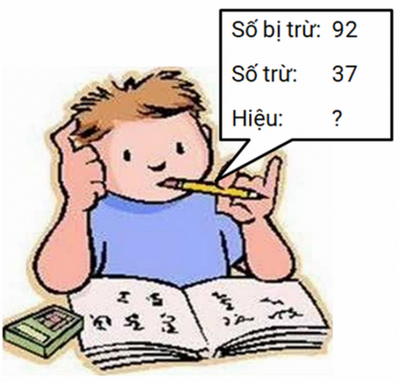 Số bị trừ: 92
Số trừ: 37
Hiệu: ?